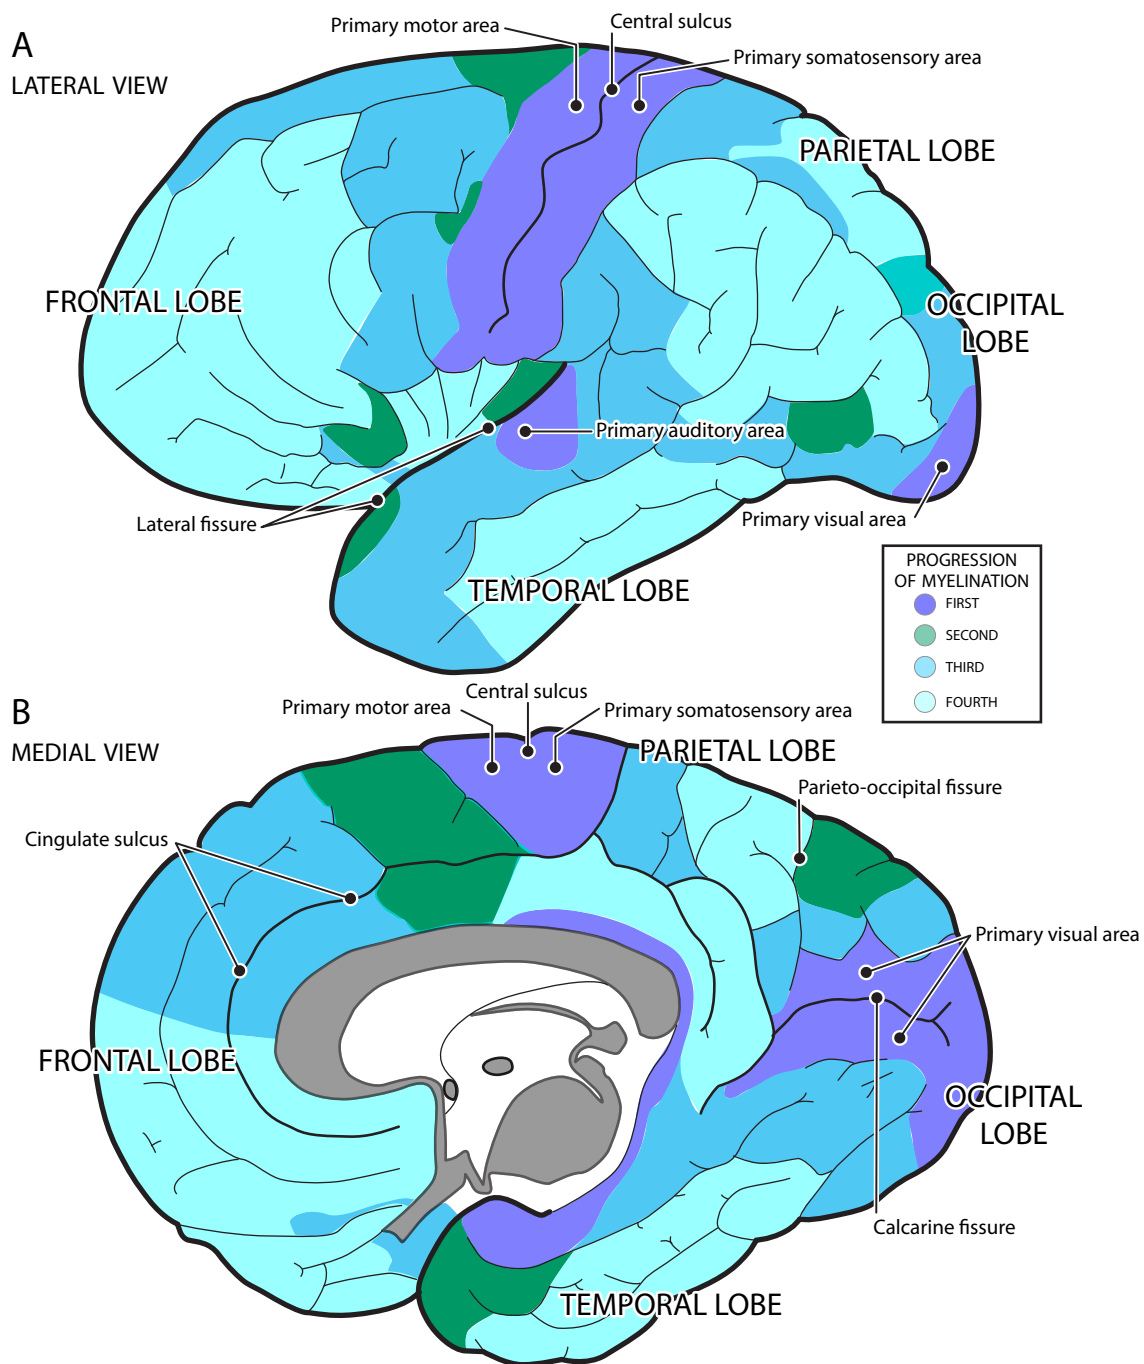 A
LATERAL VIEW
Primary motor area
Central sulcus
Primary somatosensory area
PARIETAL LOBE
FRONTAL LOBE
OCCIPITAL
LOBE
Primary auditory area
Lateral fissure
Primary visual area
TEMPORAL LOBE
PROGRESSION
OF MYELINATION
FIRST
SECOND
THIRD
FOURTH
B
MEDIAL VIEW
Primary motor area
Central sulcus
Primary somatosensory area
PARIETAL LOBE
Parieto-occipital fissure
Cingulate sulcus
Primary visual area
FRONTAL LOBE
OCCIPITAL
LOBE
Calcarine fissure
TEMPORAL LOBE